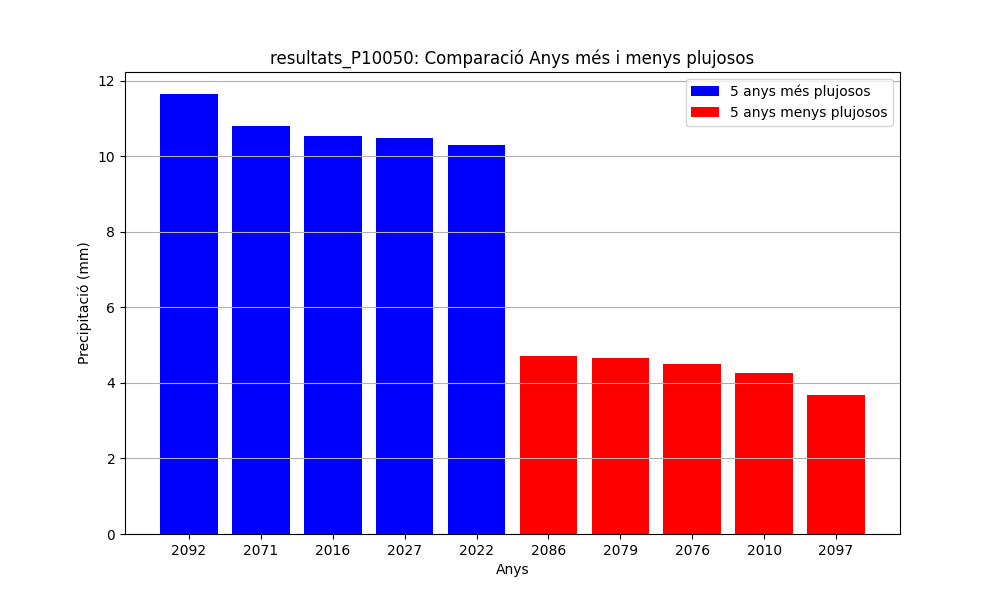 resultats_P10050: Comparació Anys més i menys plujosos
5 anys més plujosos
5 anys menys plujosos
Precipitació (mm)
12
10
8
6
4
2
0
2092 2071 2016 2027 2022 2086 2079 2076 2010 2097
Anys